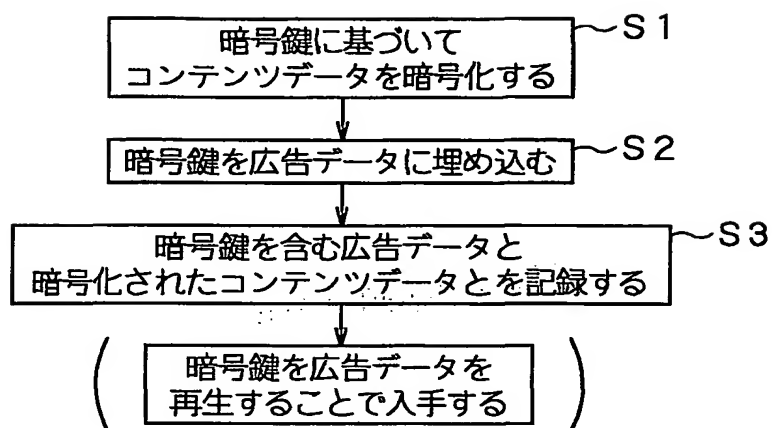 暗号鍵に基づいて
コンテンツデータを暗号化する
S1
暗号鍵を広告データに埋め込む
S2
暗号鍵を含む広告データと
暗号化されたコンテンツデータとを記録する
S3
(暗号鍵を広告データを
再生することで入手する)